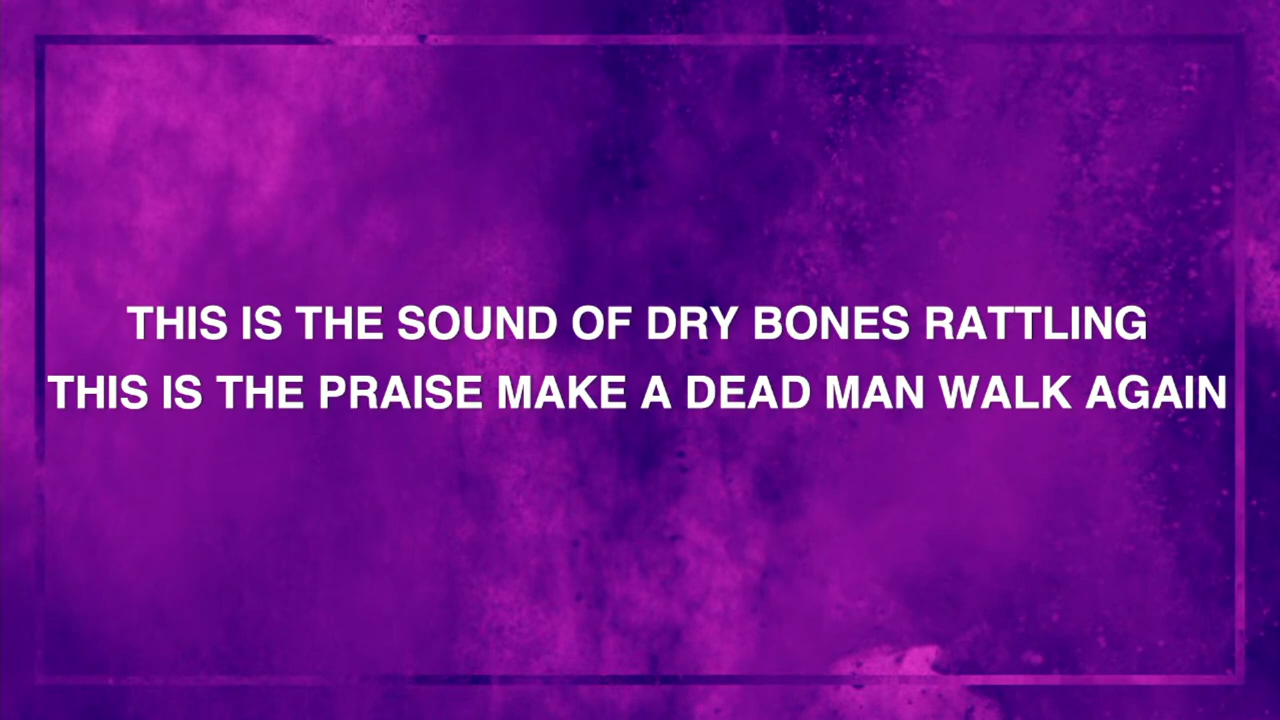 THIS IS THE SOUND OF DRY BONES RATTLING
THIS IS THE PRAISE MAKE A DEAD MAN WALK AGAIN